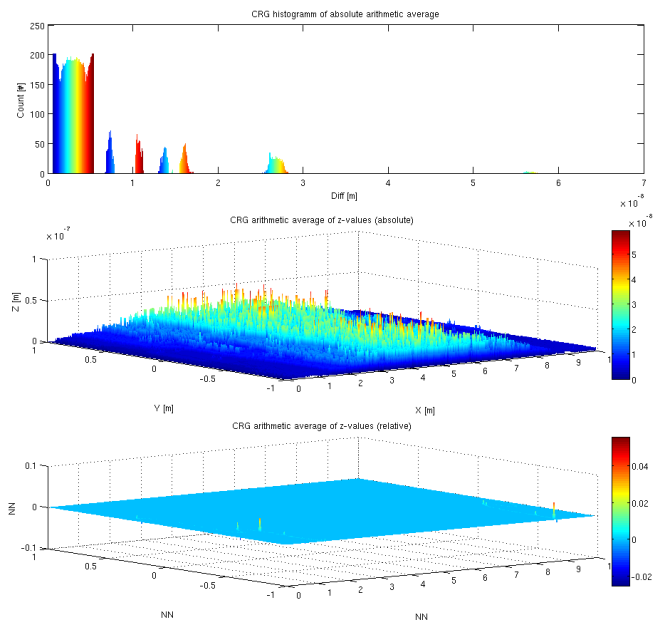 CRG histogramm of absolute arithmetic average
250
200
150
100
50
0
Count [#]
0 1 2 3 4 5 6 7
Diff [m]
× 10⁻⁸
CRG arithmetic average of z-values (absolute)
× 10⁻⁷
× 10⁻⁸
1
0.5
0
Z [m]
1 0.5 0 -0.5 -1
Y [m]
0 1 2 3 4 5 6 7 8 9 1
X [m]
5
4
3
2
1
0
CRG arithmetic average of z-values (relative)
0.1
0
-0.1
NN
1 0.5 0 -0.5 -1
NN
0 1 2 3 4 5 6 7 8 9 1
NN
0.04
0.02
0
-0.02